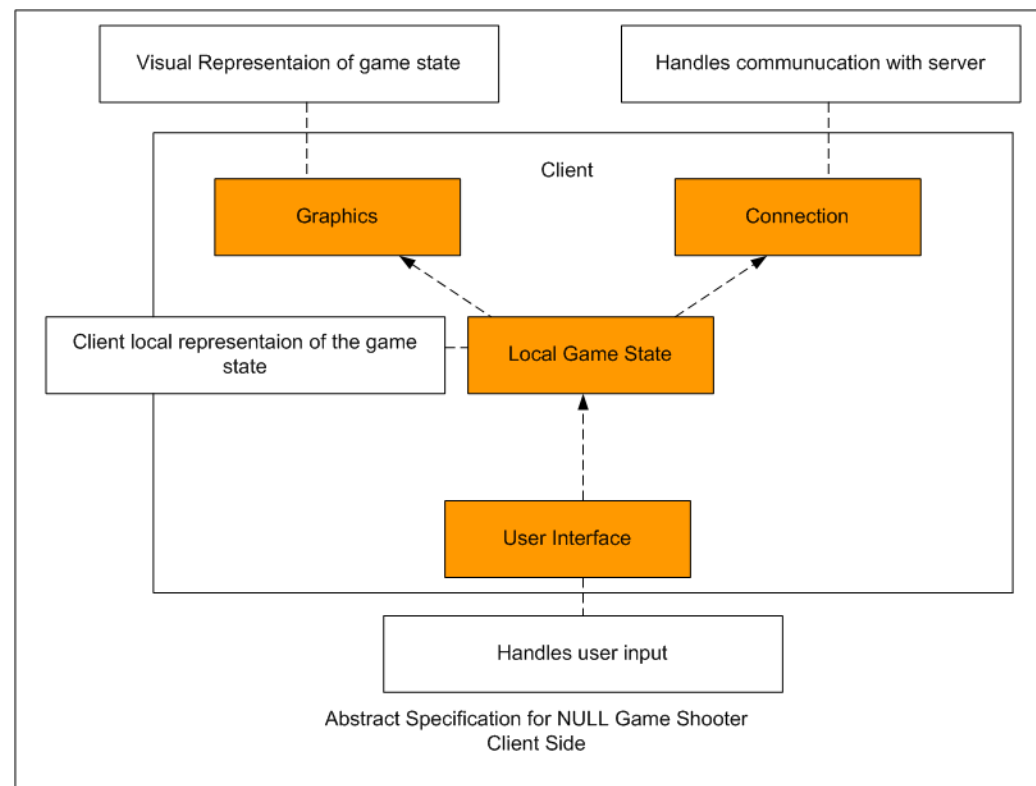 Visual Representaion of game state
Handles communucation with server
Client
Graphics
Connection
Client local representaion of the game
state
Local Game State
User Interface
Handles user input
Abstract Specification for NULL Game Shooter
Client Side